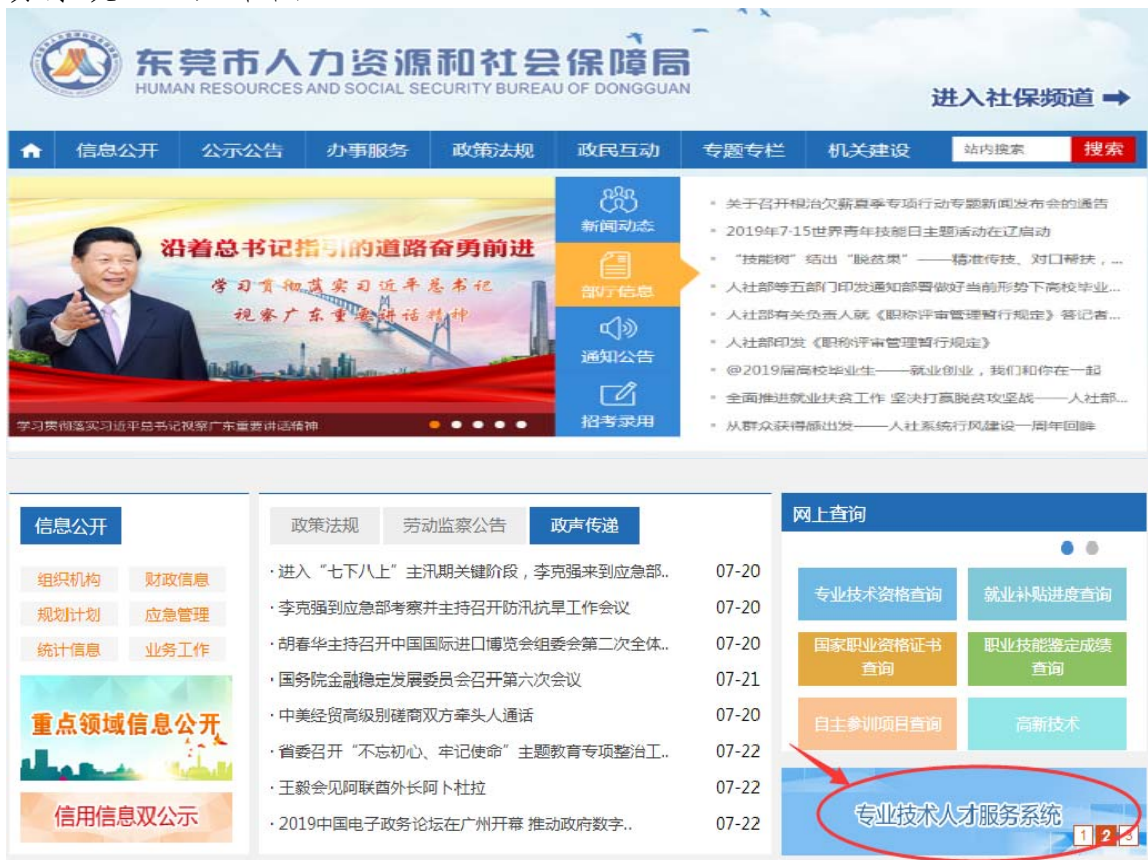 东莞市人力资源和社会保障局
HUMAN RESOURCES AND SOCIAL SECURITY BUREAU OF DONGGUAN
进入社保频道
信息公开 公示公告 办事服务 政策法规 政民互动 专题专栏 机关建设 站内搜索 搜索
沿着总书记指引的道路奋勇前进
学习贯彻落实习近平总书记
视察广东重要讲话精神
学习贯彻落实习近平总书记视察广东重要讲话精神
新闻动态
部厅信息
通知公告
招考录用
关于召开根治欠薪夏季专项行动专题新闻发布会的通告
2019年7·15世界青年技能日主题活动在辽启动
“技能树”结出“脱贫果”——精准传技、对口帮扶，...
人社部等五部门印发通知部署做好当前形势下高校毕业...
人社部有关负责人就《职称评审管理暂行规定》答记者...
人社部印发《职称评审管理暂行规定》
@2019届高校毕业生——就业创业，我们和你在一起
全面推进就业扶贫工作 坚决打赢脱贫攻坚战——人社部...
从群众获得感出发——人社系统行风建设一周年回眸
信息公开
组织机构 财政信息
规划计划 应急管理
统计信息 业务工作
重点领域信息公开
信用信息双公示
政策法规 劳动监察公告 政声传递
·进入“七下八上”主汛期关键阶段，李克强来到应急部.. 07-20
·李克强到应急部考察并主持召开防汛抗旱工作会议 07-20
·胡春华主持召开中国国际进口博览会组委会第二次全体.. 07-20
·国务院金融稳定发展委员会召开第六次会议 07-21
·中美经贸高级别磋商双方牵头人通话 07-20
·省委召开“不忘初心、牢记使命”主题教育专项整治工.. 07-22
·王毅会见阿联酋外长阿卜杜拉 07-22
·2019中国电子政务论坛在广州开幕 推动政府数字.. 07-22
网上查询
专业技术资格查询 就业补贴进度查询
国家职业资格证书查询 职业技能鉴定成绩查询
自主参训项目查询 高新技术
专业技术人才服务系统
1 2 3